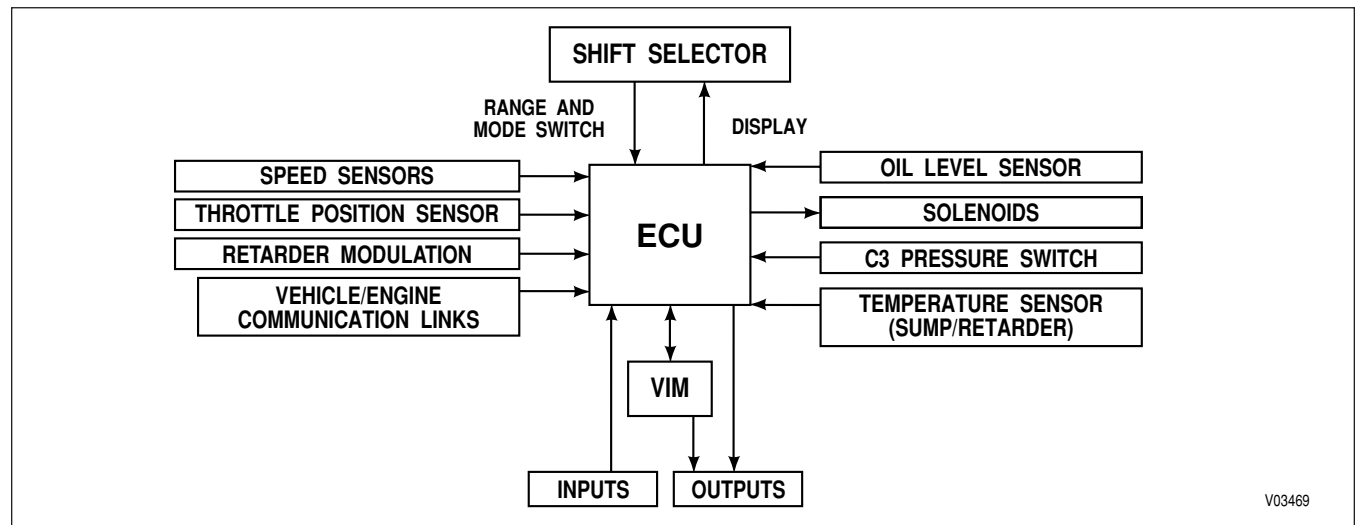 SHIFT SELECTOR
RANGE AND
MODE SWITCH
DISPLAY
SPEED SENSORS
THROTTLE POSITION SENSOR
RETARDER MODULATION
VEHICLE/ENGINE
COMMUNICATION LINKS
ECU
OIL LEVEL SENSOR
SOLENOIDS
C3 PRESSURE SWITCH
TEMPERATURE SENSOR
(SUMP/RETARDER)
VIM
INPUTS
OUTPUTS
V03469